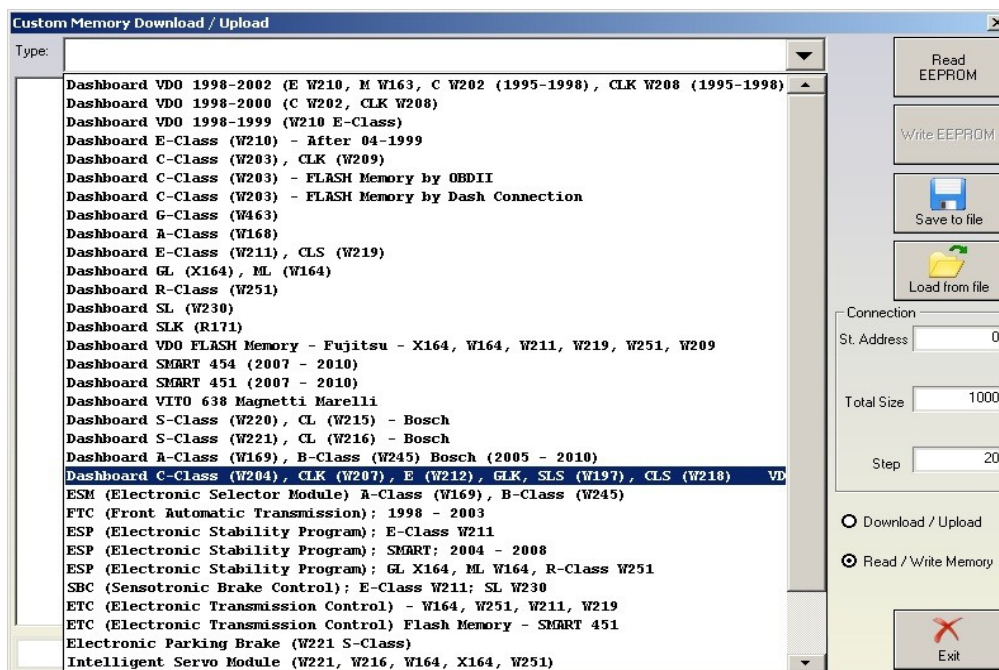 Custom Memory Download / Upload
Type:
Dashboard VDO 1998-2002 (E W210, M W163, C W202 (1995-1998), CLK W208 (1995-1998)
Dashboard VDO 1998-2000 (C W202, CLK W208)
Dashboard VDO 1998-1999 (W210 E-Class)
Dashboard E-Class (W210) - After 04-1999
Dashboard C-Class (W203), CLK (W209)
Dashboard C-Class (W203) - FLASH Memory by OBDII
Dashboard C-Class (W203) - FLASH Memory by Dash Connection
Dashboard G-Class (W463)
Dashboard A-Class (W168)
Dashboard E-Class (W211), CLS (W219)
Dashboard GL (X164), ML (W164)
Dashboard R-Class (W251)
Dashboard SL (W230)
Dashboard SLK (R171)
Dashboard VDO FLASH Memory - Fujitsu - X164, W164, W211, W219, W251, W209
Dashboard SMART 454 (2007 - 2010)
Dashboard SMART 451 (2007 - 2010)
Dashboard VITO 638 Magnetti Marelli
Dashboard S-Class (W220), CL (W215) - Bosch
Dashboard S-Class (W221), CL (W216) - Bosch
Dashboard A-Class (W169), B-Class (W245) Bosch (2005 - 2010)
Dashboard C-Class (W204), CLK (W207), E (W212), GLK, SLS (W197), CLS (W218) VD
ESM (Electronic Selector Module) A-Class (W169), B-Class (W245)
FTC (Front Automatic Transmission); 1998 - 2003
ESP (Electronic Stability Program); E-Class W211
ESP (Electronic Stability Program); SMART; 2004 - 2008
ESP (Electronic Stability Program); GL X164, ML W164, R-Class W251
SBC (Sensotronic Brake Control); E-Class W211; SL W230
ETC (Electronic Transmission Control) - W164, W251, W211, W219
ETC (Electronic Transmission Control) Flash Memory - SMART 451
Electronic Parking Brake (W221 S-Class)
Intelligent Servo Module (W221, W216, W164, X164, W251)
Read
EEPROM
Write EEPROM
Save to file
Load from file
Connection
St. Address 0
Total Size 1000
Step 20
Download / Upload
Read / Write Memory
Exit